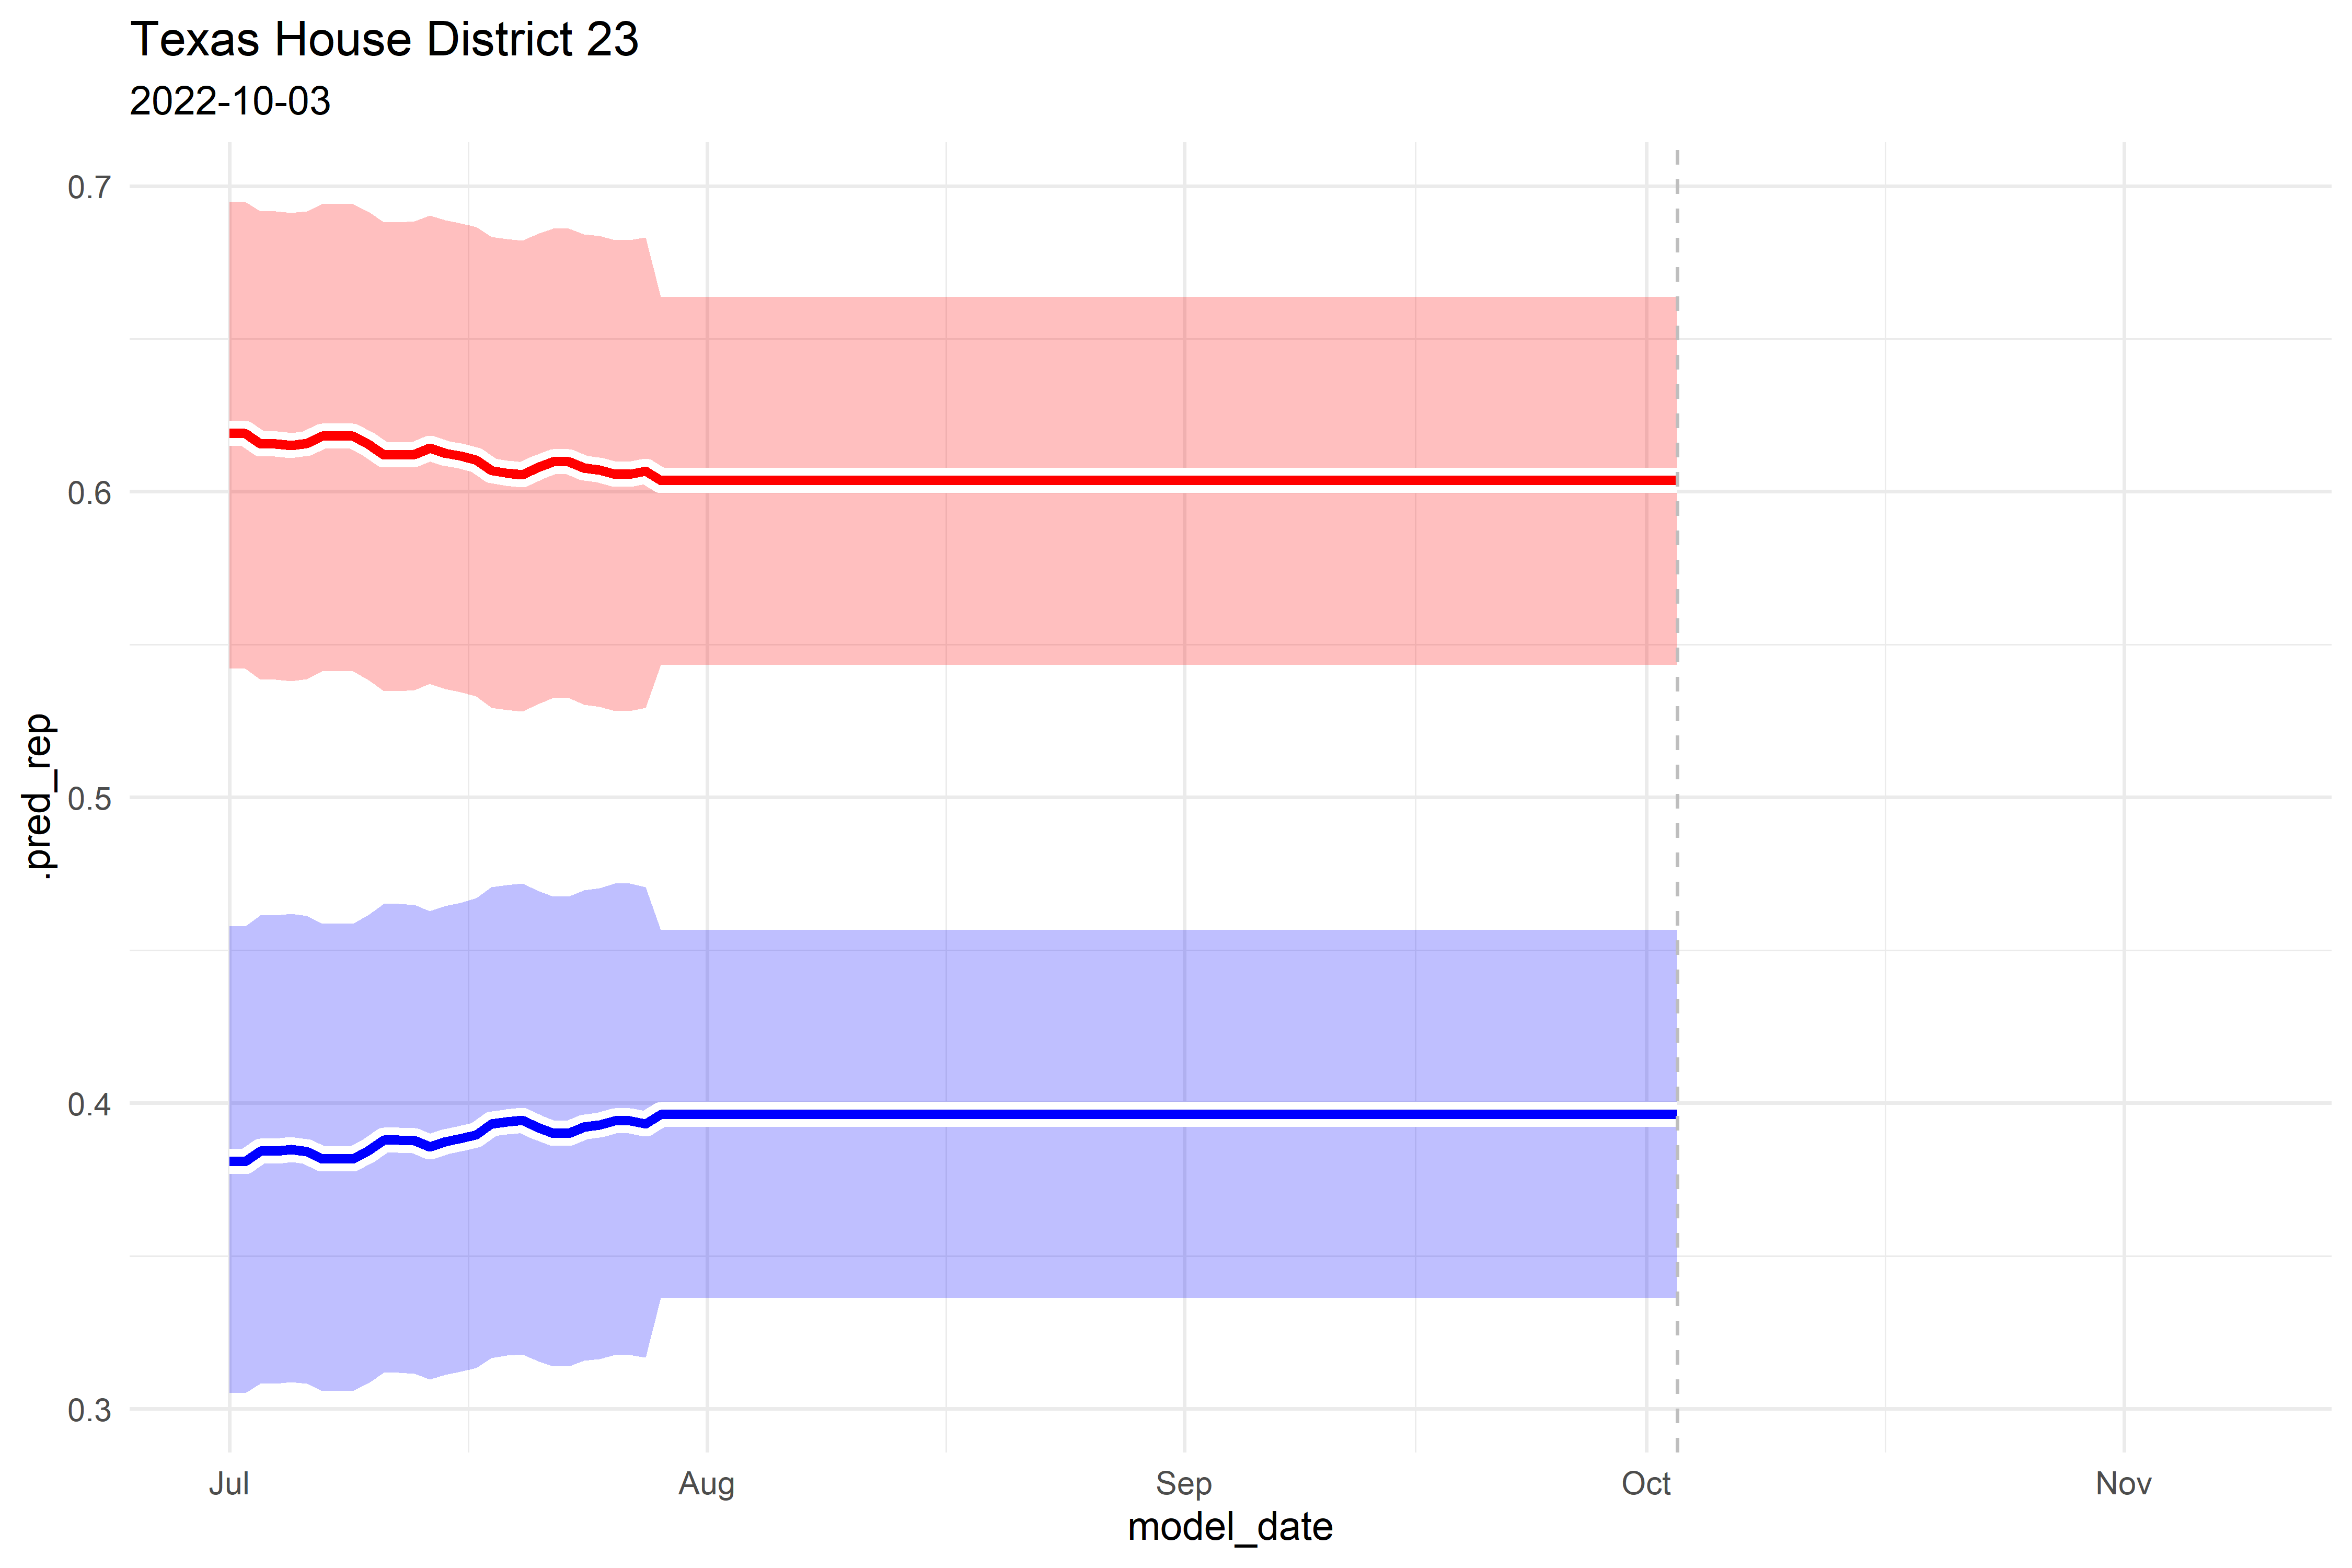 Texas House District 23
2022-10-03
0.7
0.6
0.5
0.4
0.3
.pred_rep
Jul Aug Sep Oct Nov
model_date